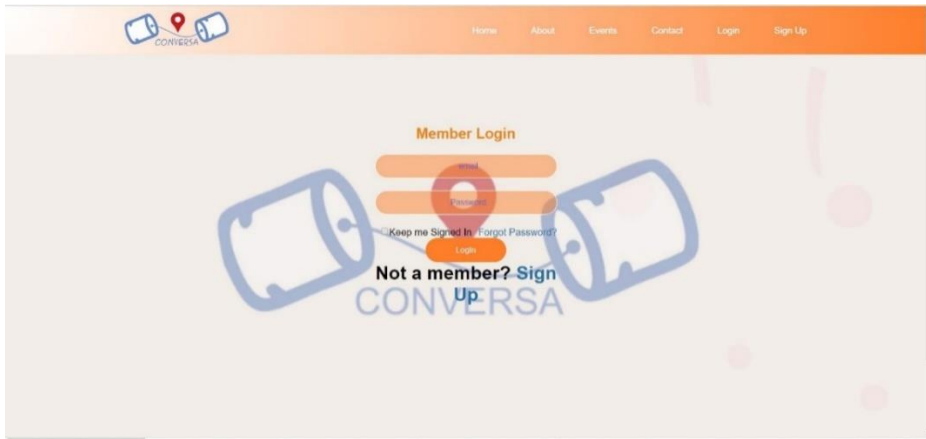 CONVERSA
Home About Events Contact Login Sign Up
Member Login
email
Password
Keep me Signed In Forgot Password?
Login
Not a member? Sign
Up
CONVERSA